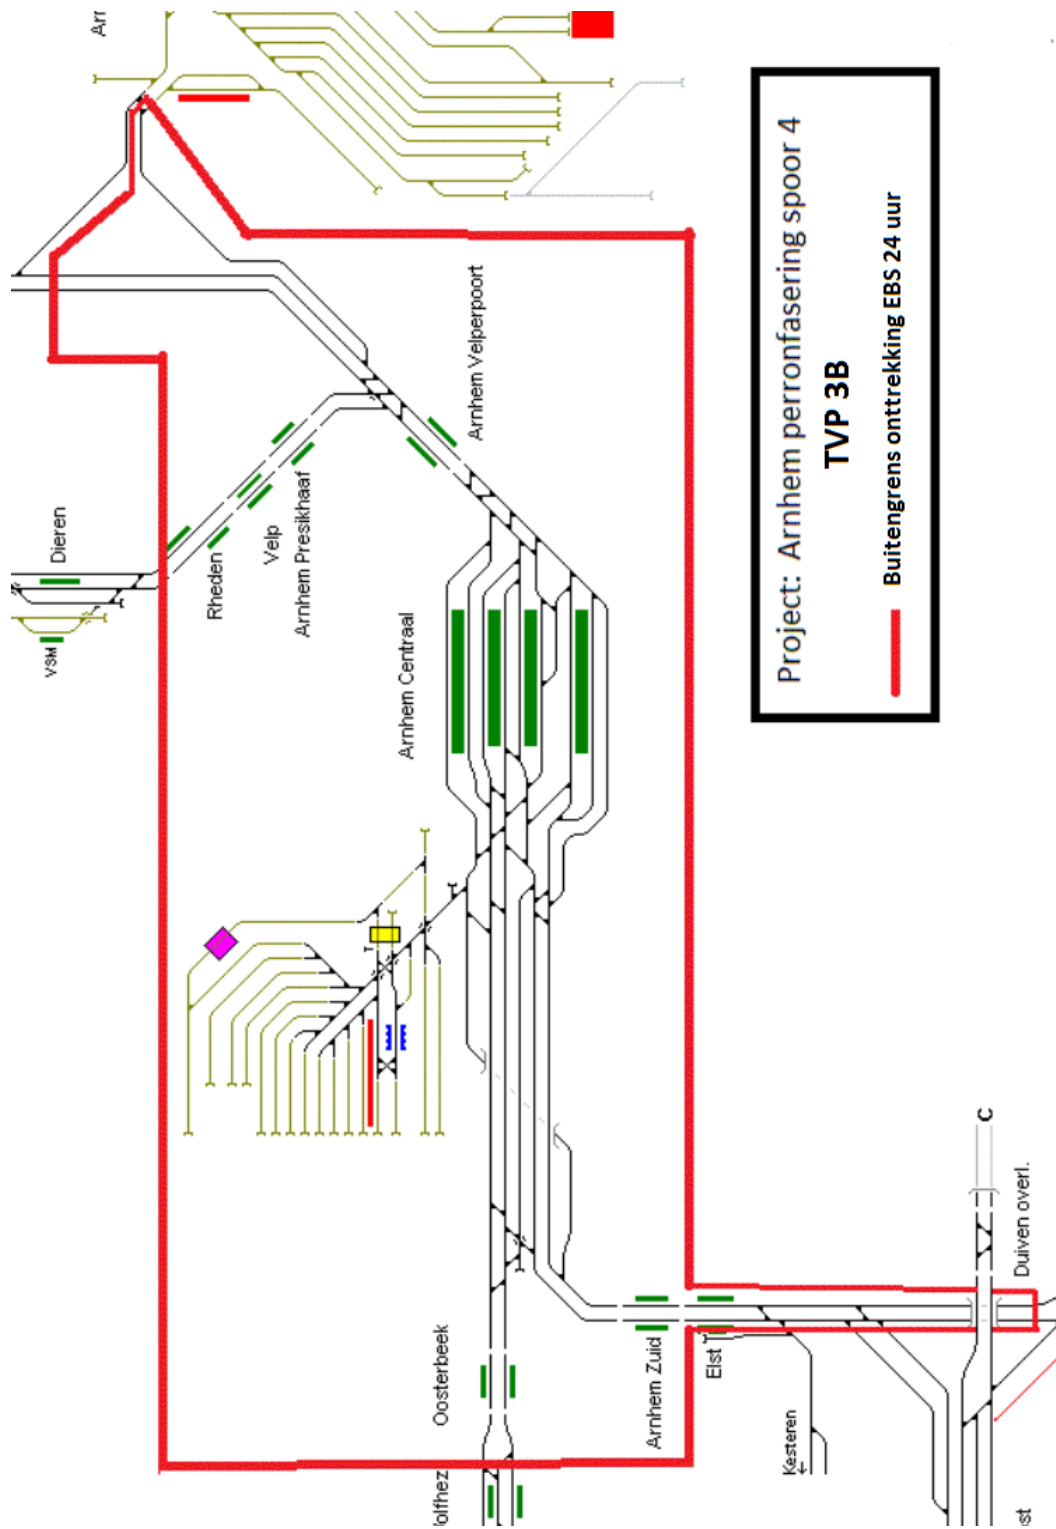 Project: Arnhem perronfasering spoor 4
TVP 3B
Buitengrens onttrekking EBS 24 uur
Arnhem Velperpoort
Dieren
VSM
Rheden
Velp
Arnhem Presikhaaf
Arnhem Centraal
T
Oosterbeek
Arnhem Zuid
Elst
Kesteren
C
Duiven overl.